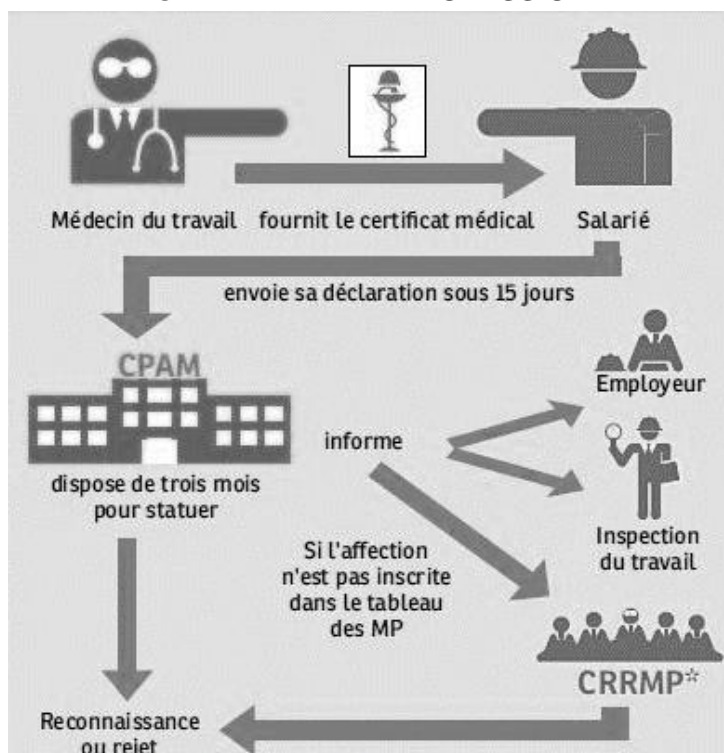 Médecin du travail
fournit le certificat médical
Salarié
envoie sa déclaration sous 15 jours
CPAM
dispose de trois mois
pour statuer
informe
Employeur
Inspection
du travail
Si l'affection
n'est pas inscrite
dans le tableau
des MP
CRRMP*
Reconnaissance
ou rejet